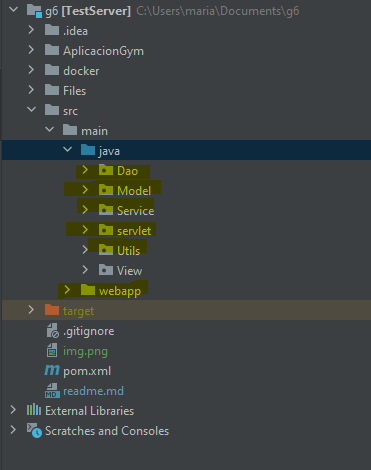 g6 [TestServer] C:\Users\maria\Documents\g6
.idea
AplicacionGym
docker
Files
src
main
java
Dao
Model
Service
servlet
Utils
View
webapp
target
.gitignore
img.png
pom.xml
readme.md
External Libraries
Scratches and Consoles